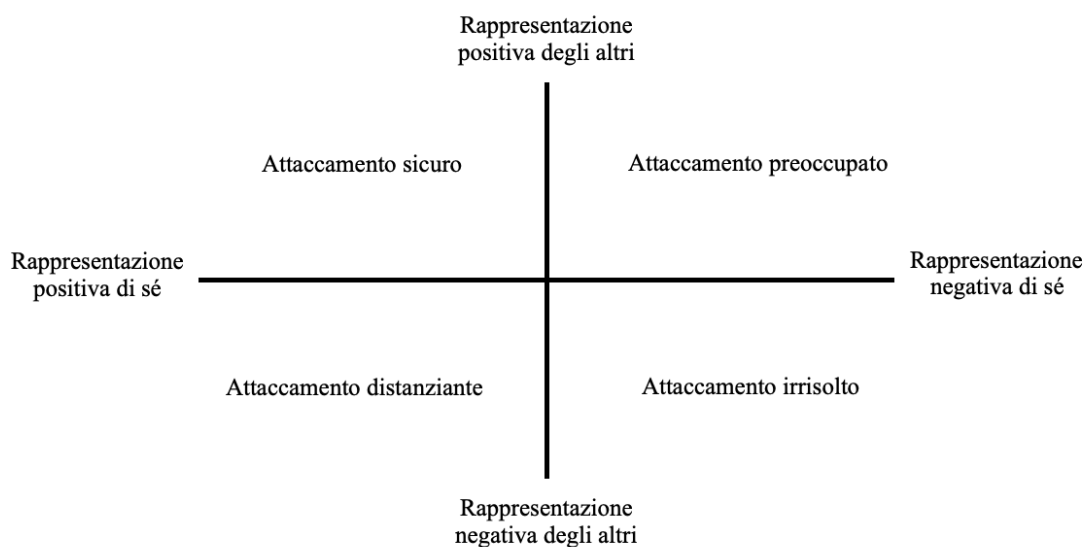 Rappresentazione
positiva degli altri
Attaccamento sicuro
Attaccamento preoccupato
Rappresentazione
positiva di sé
Rappresentazione
negativa di sé
Attaccamento distanziante
Attaccamento irrisolto
Rappresentazione
negativa degli altri